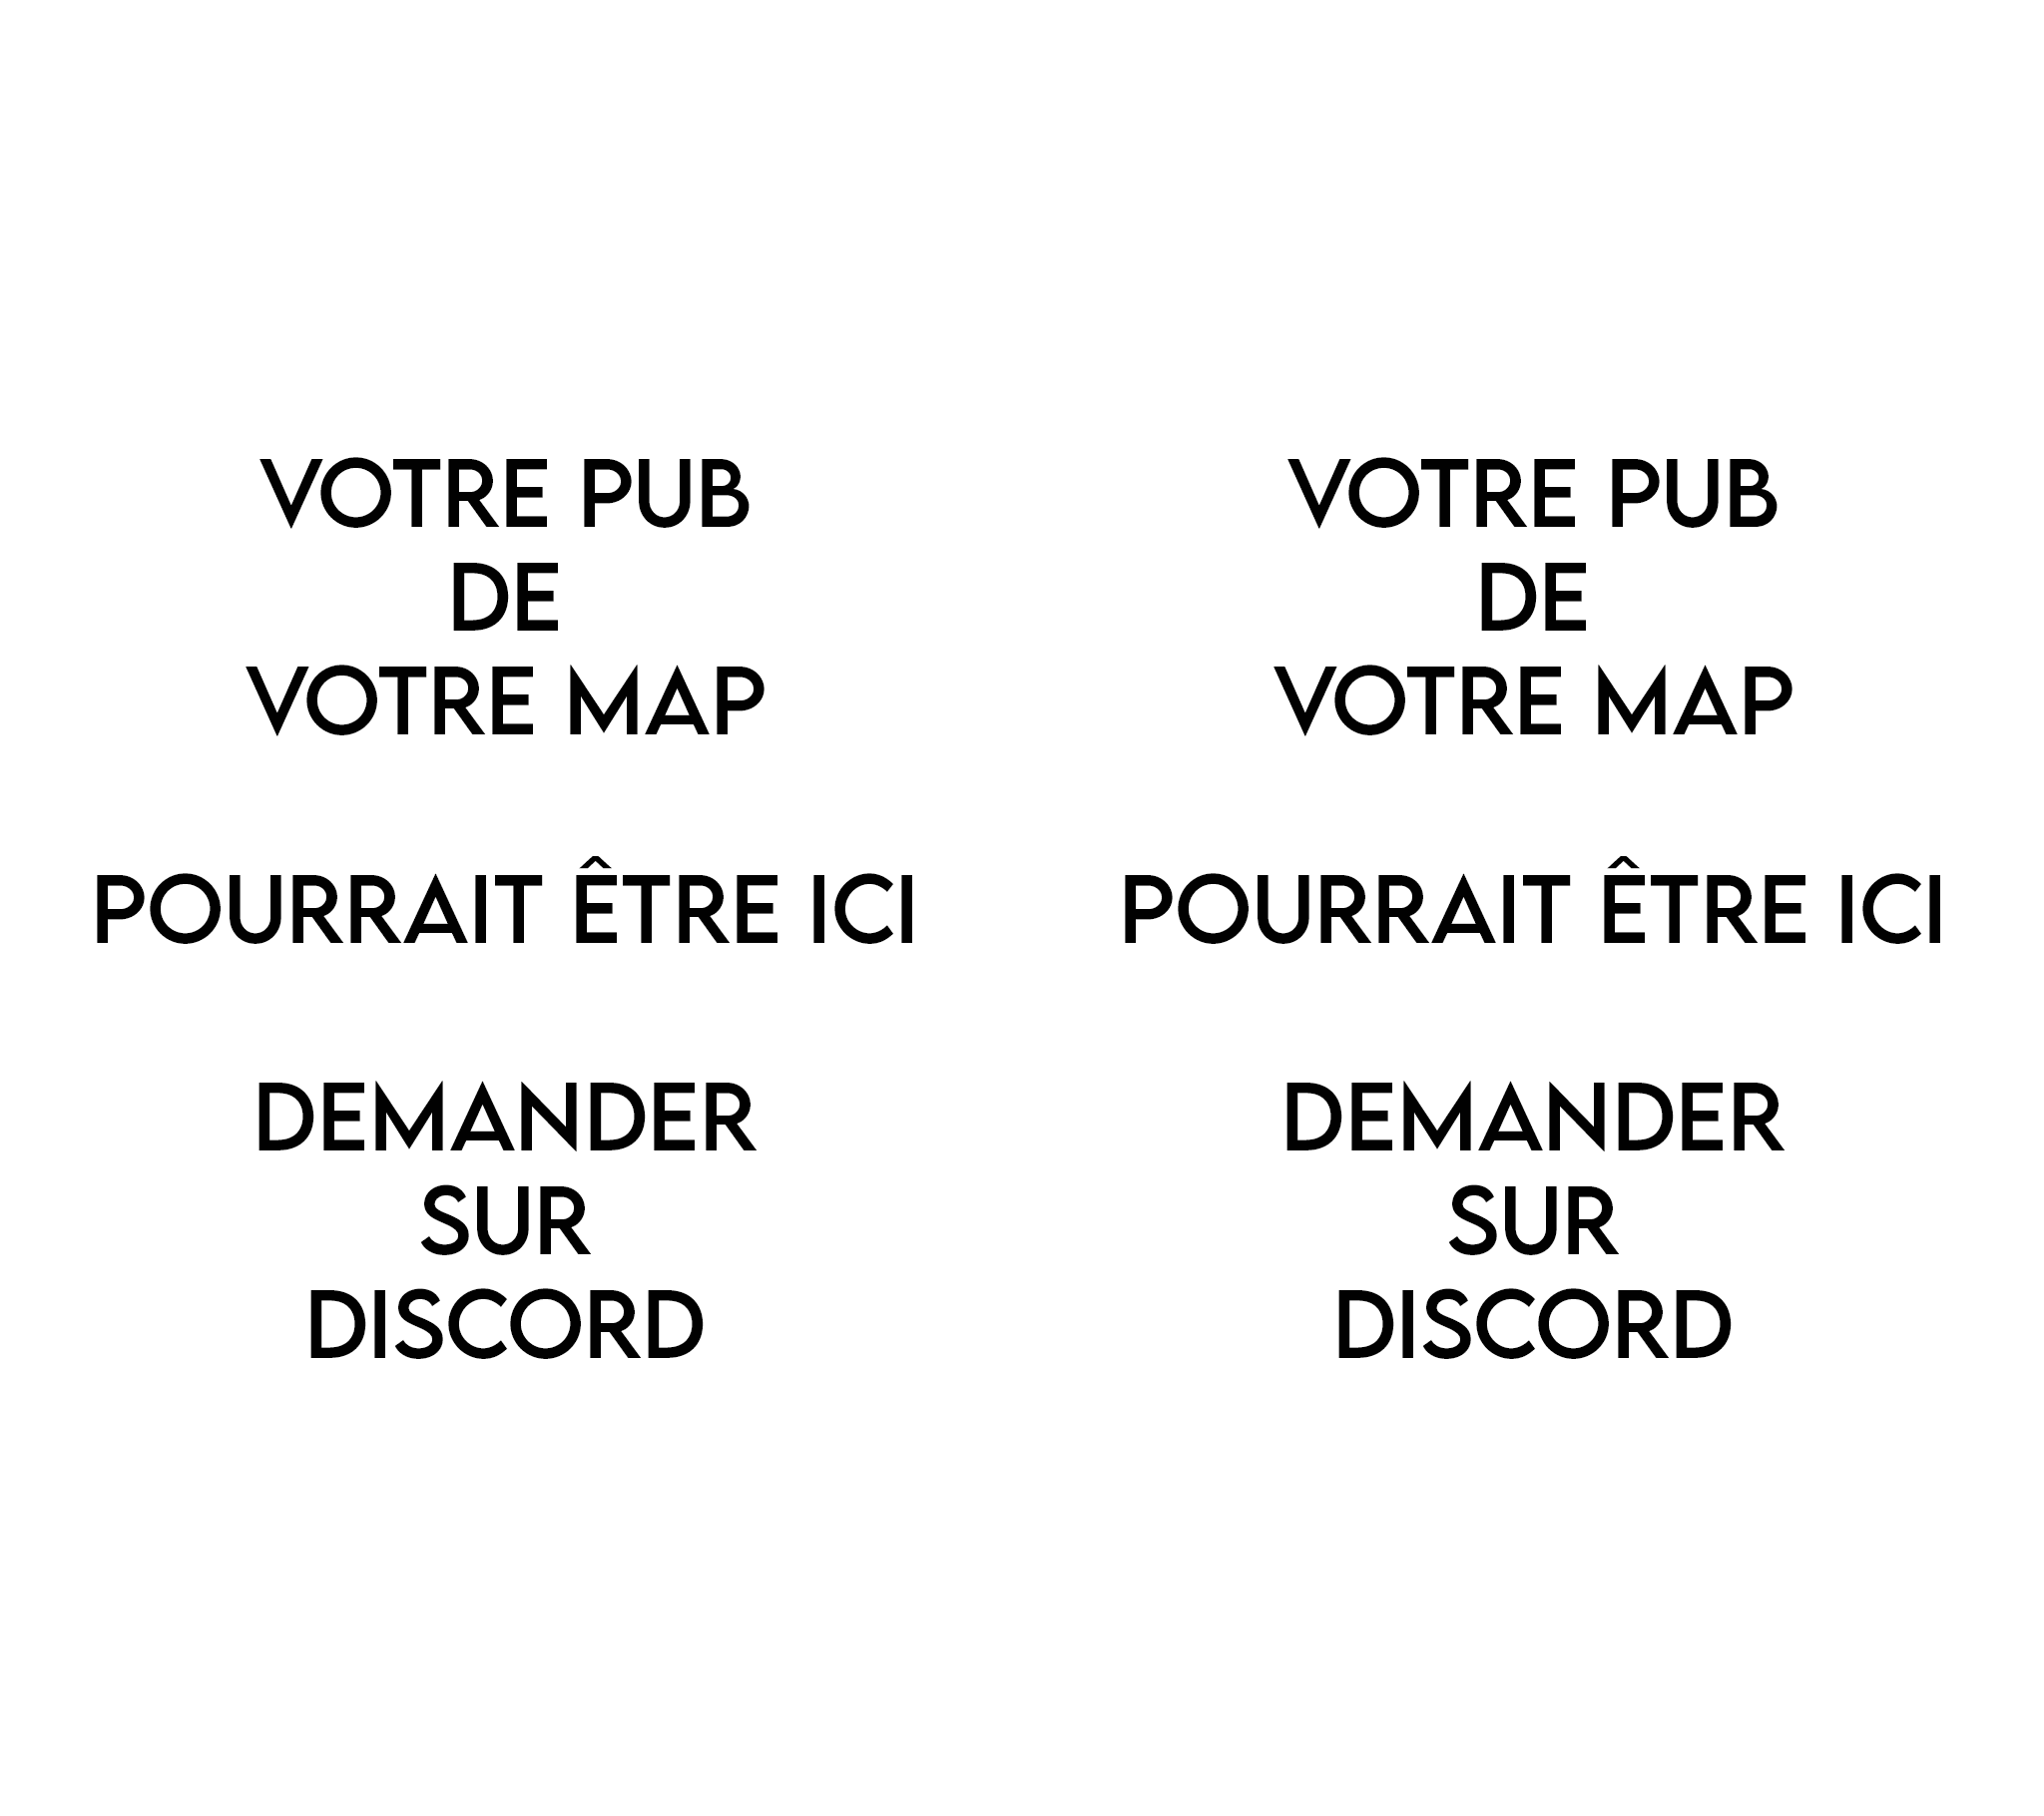 VOTRE PUB
DE
VOTRE MAP
POURRAIT ÊTRE ICI
DEMANDER
SUR
DISCORD
VOTRE PUB
DE
VOTRE MAP
POURRAIT ÊTRE ICI
DEMANDER
SUR
DISCORD